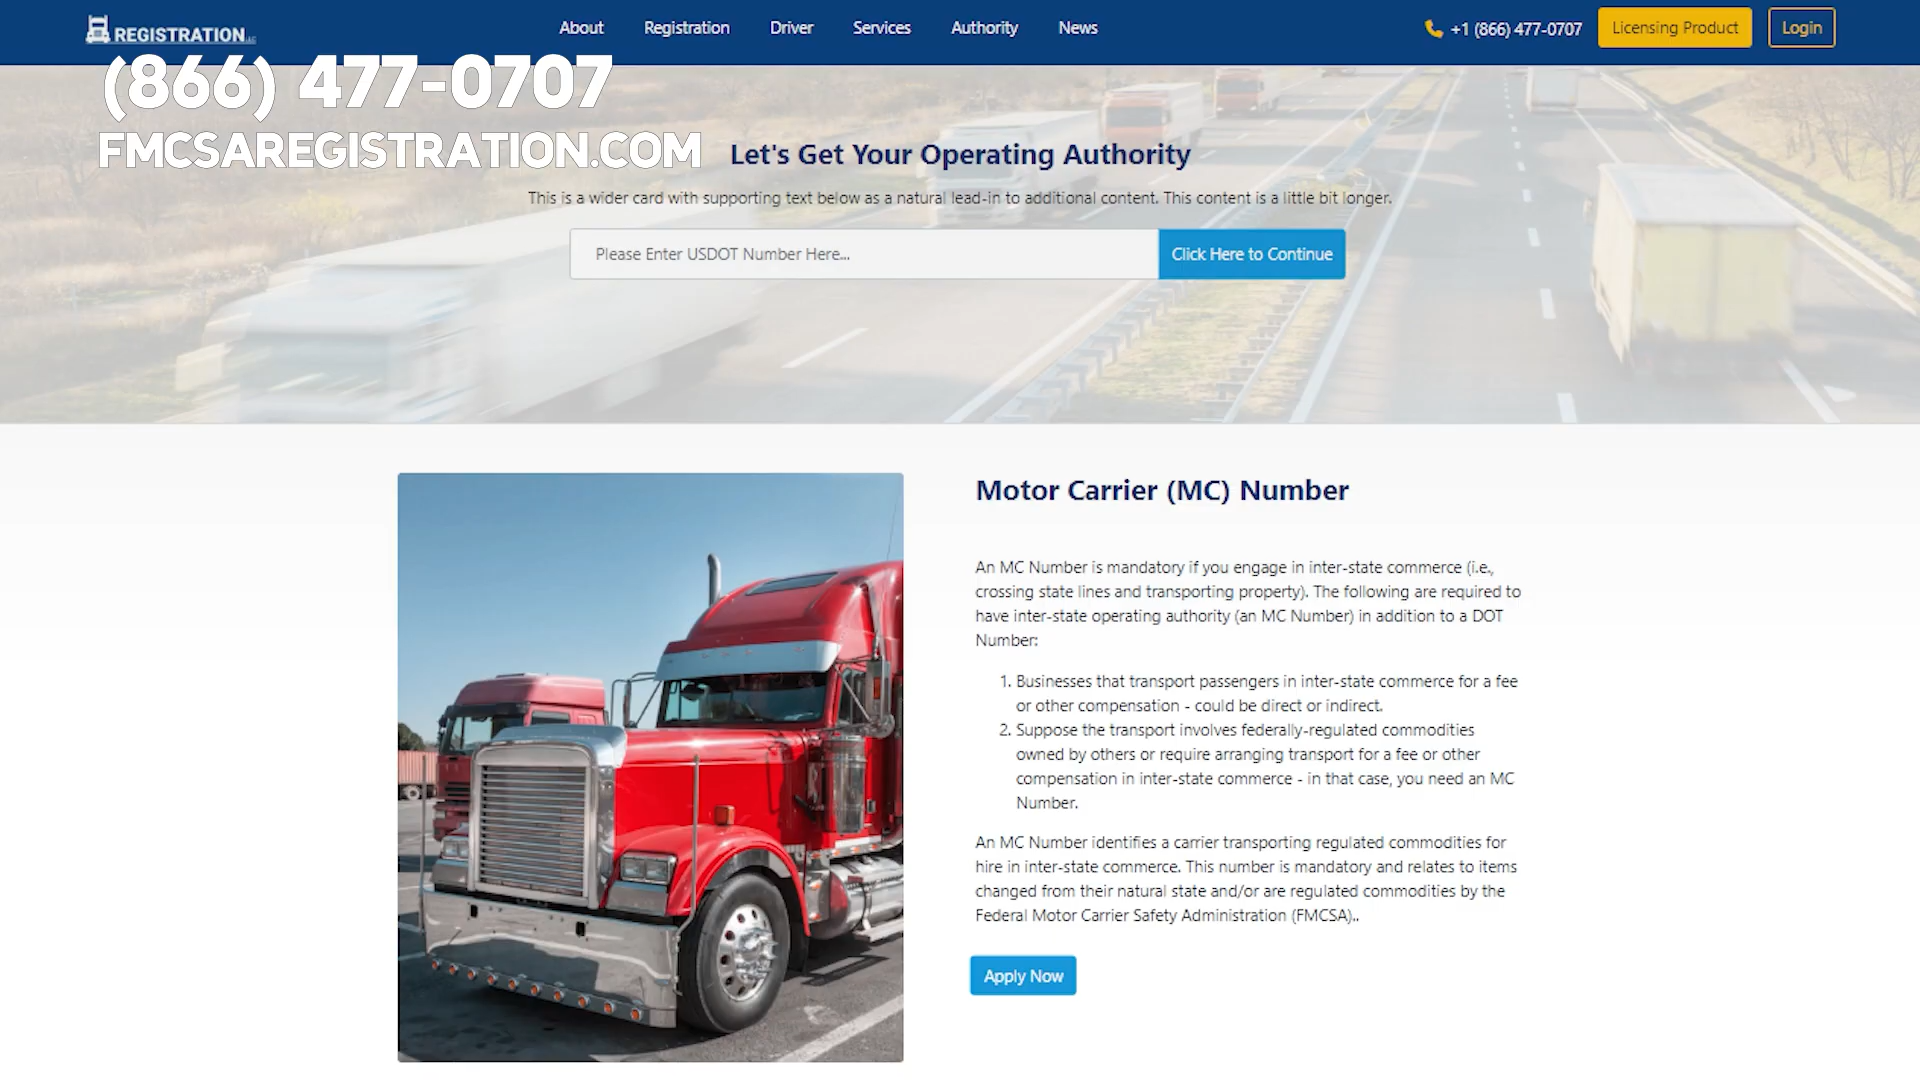 REGISTRATION
About
Registration
Driver
Services
Authority
News
+1 (866) 477-0707
Licensing Product
Login
(866) 477-0707
FMCSAREGISTRATION.COM
Let's Get Your Operating Authority
This is a wider card with supporting text below as a natural lead-in to additional content. This content is a little bit longer.
Please Enter USDOT Number Here...
Click Here to Continue
Motor Carrier (MC) Number
An MC Number is mandatory if you engage in inter-state commerce (i.e.,
crossing state lines and transporting property). The following are required to
have inter-state operating authority (an MC Number) in addition to a DOT
Number:
1. Businesses that transport passengers in inter-state commerce for a fee
or other compensation - could be direct or indirect.
2. Suppose the transport involves federally-regulated commodities
owned by others or require arranging transport for a fee or other
compensation in inter-state commerce - in that case, you need an MC
Number.
An MC Number identifies a carrier transporting regulated commodities for
hire in inter-state commerce. This number is mandatory and relates to items
changed from their natural state and/or are regulated commodities by the
Federal Motor Carrier Safety Administration (FMCSA)..
Apply Now